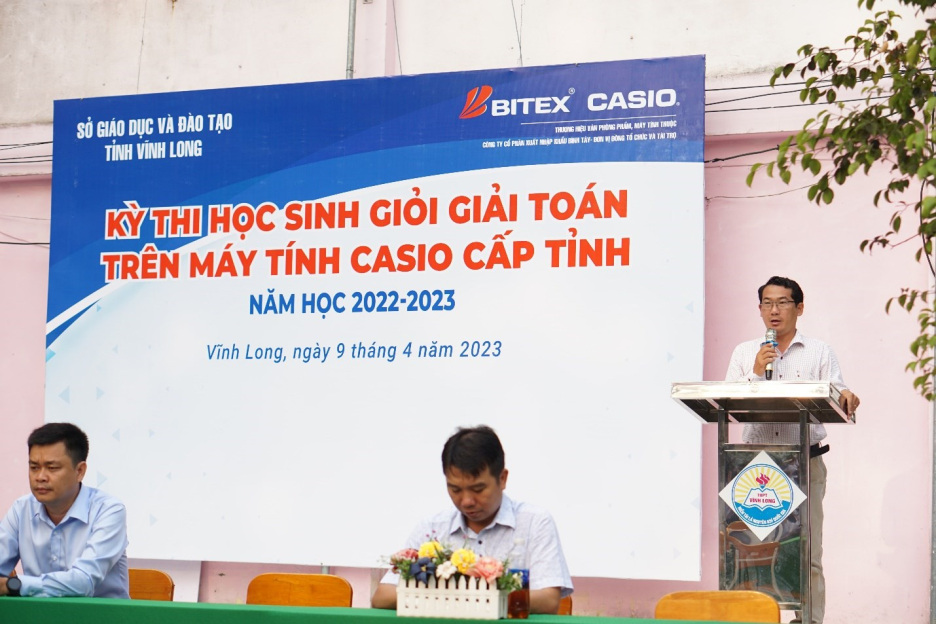 SỞ GIÁO DỤC VÀ ĐÀO TẠO
TỈNH VĨNH LONG
BITEX® CASIO
THƯƠNG HIỆU VĂN PHÒNG PHẨM, MÁY TÍNH THUỘC
CÔNG TY CỔ PHẦN XUẤT NHẬP KHẨU BÌNH TÂY- ĐƠN VỊ ĐỒNG TỔ CHỨC VÀ TÀI TRỢ
KỲ THI HỌC SINH GIỎI GIẢI TOÁN
TRÊN MÁY TÍNH CASIO CẤP TỈNH
NĂM HỌC 2022-2023
Vĩnh Long, ngày 9 tháng 4 năm 2023
THPT
VĨNH LONG